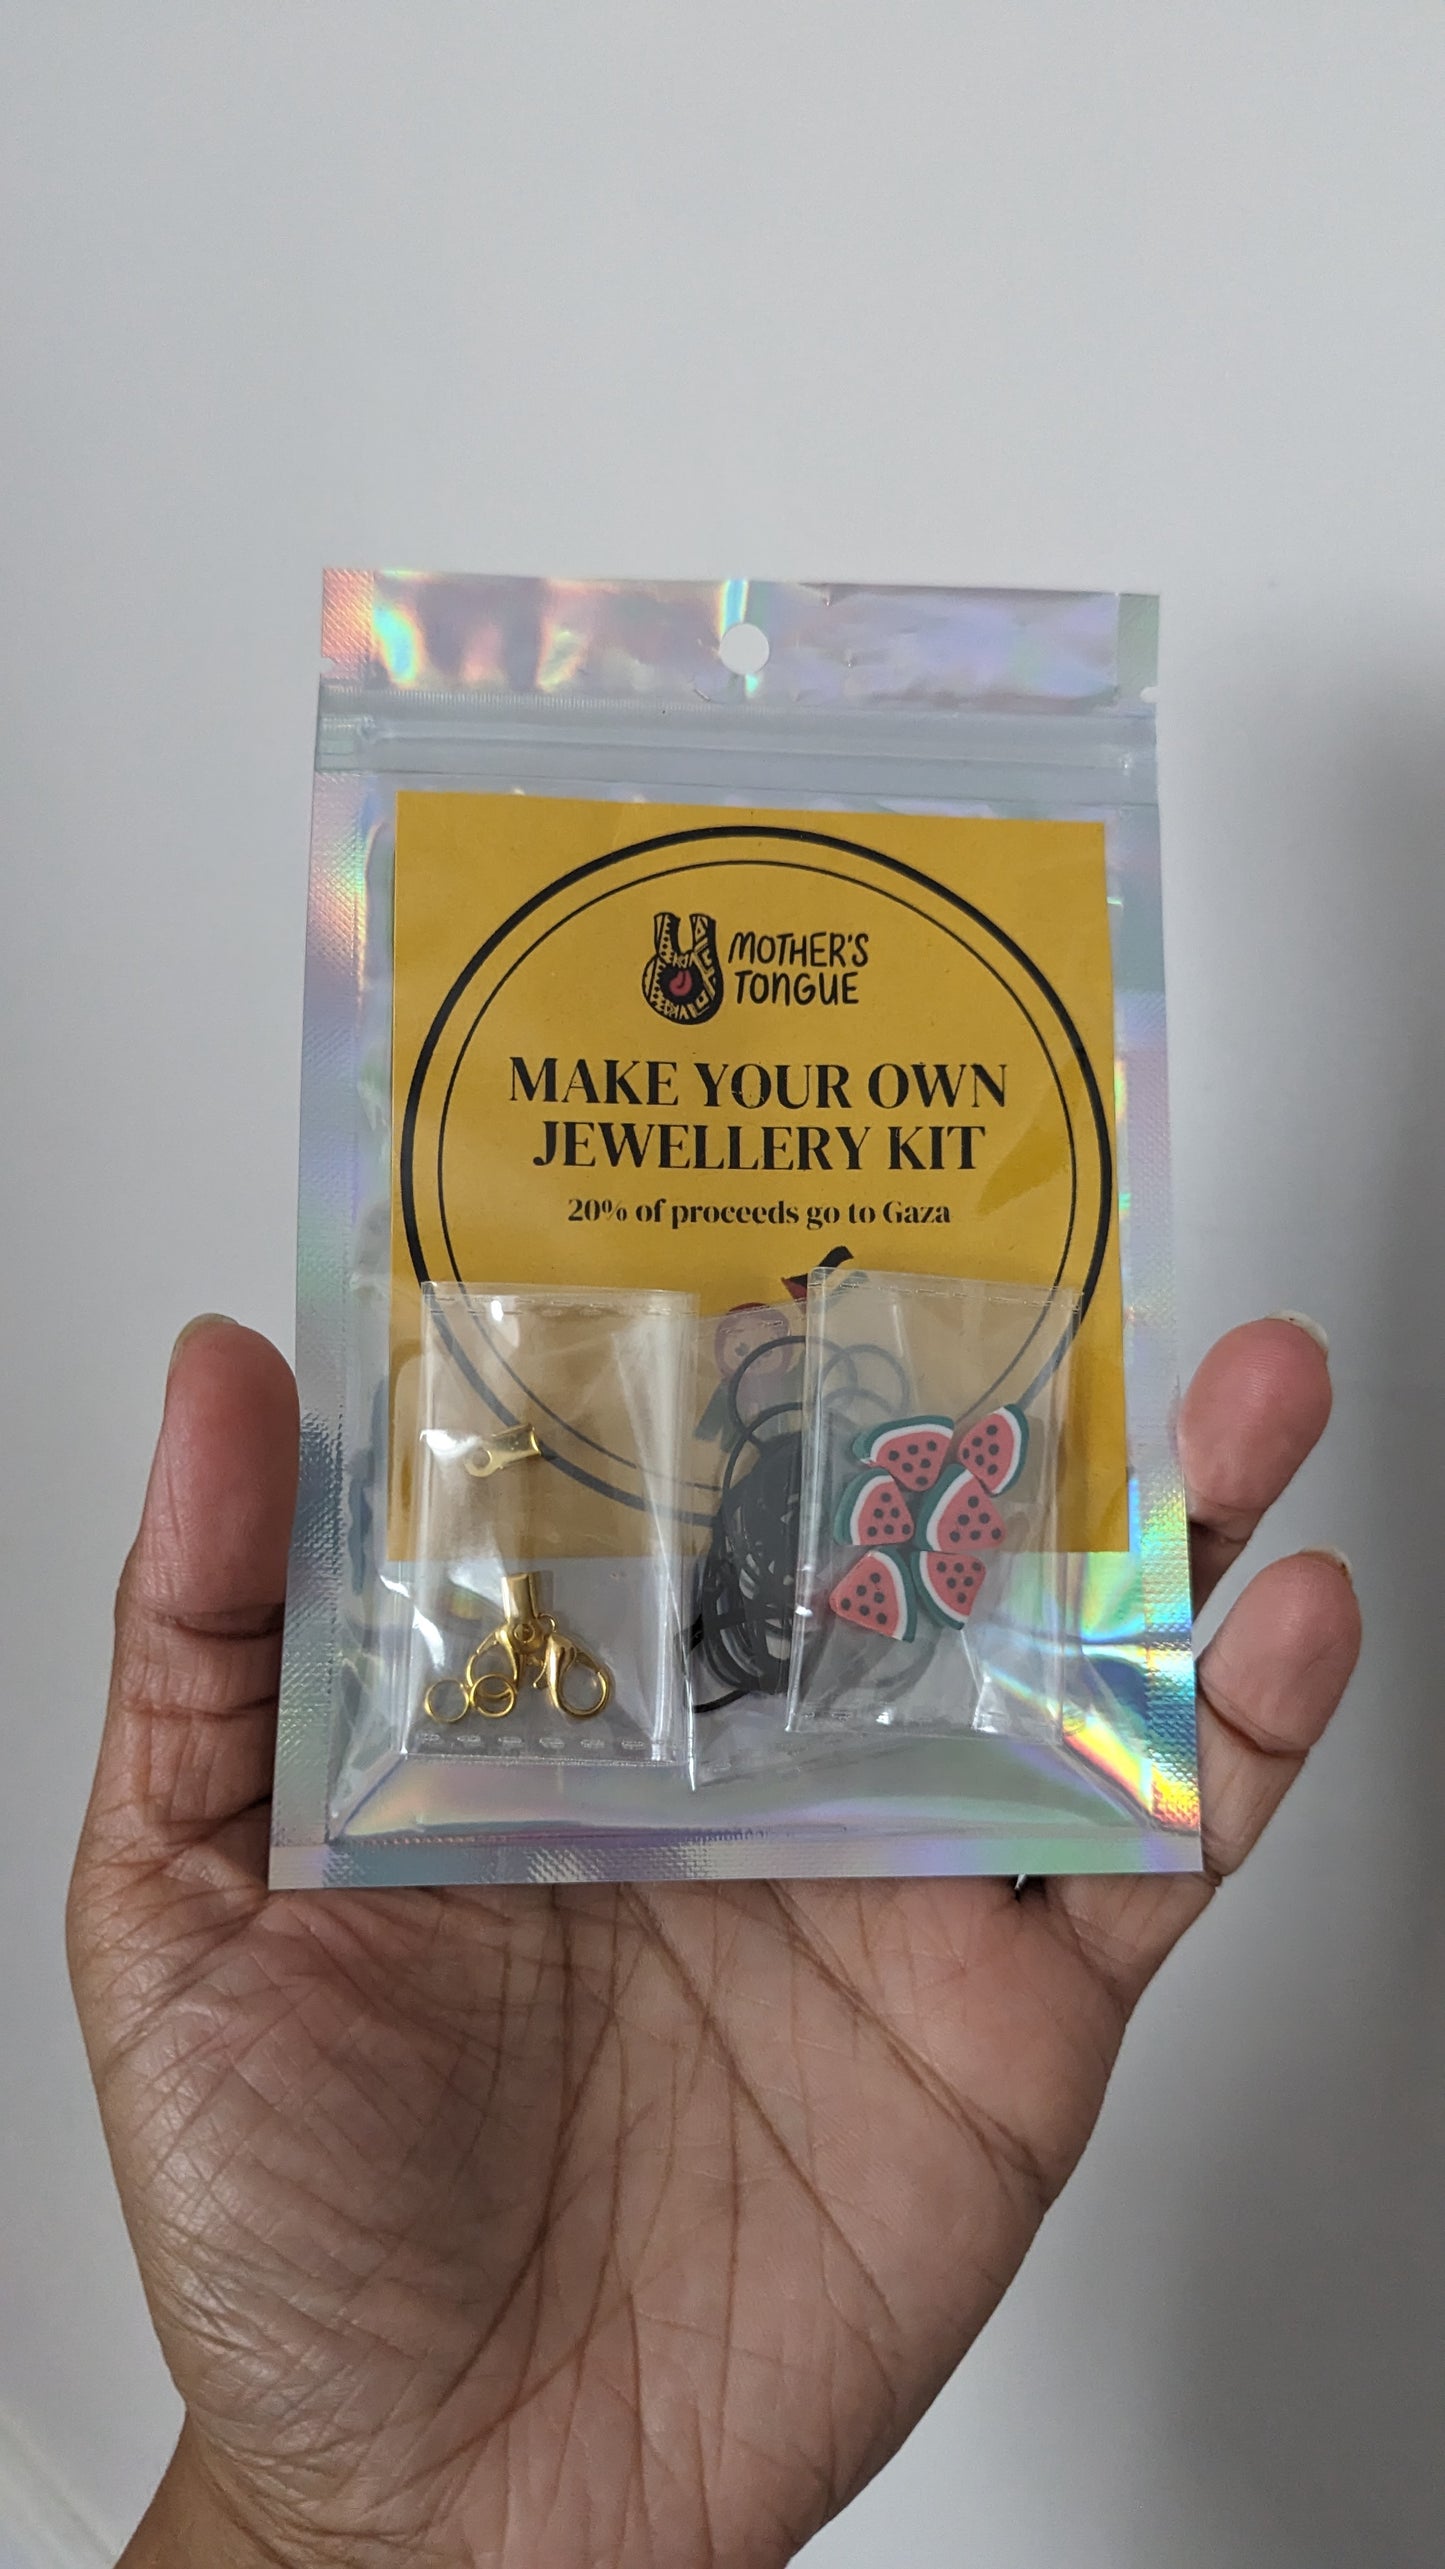 MOTHER'S
TONGUE
MAKE YOUR OWN
JEWELLERY KIT
20% of proceeds go to Gaza